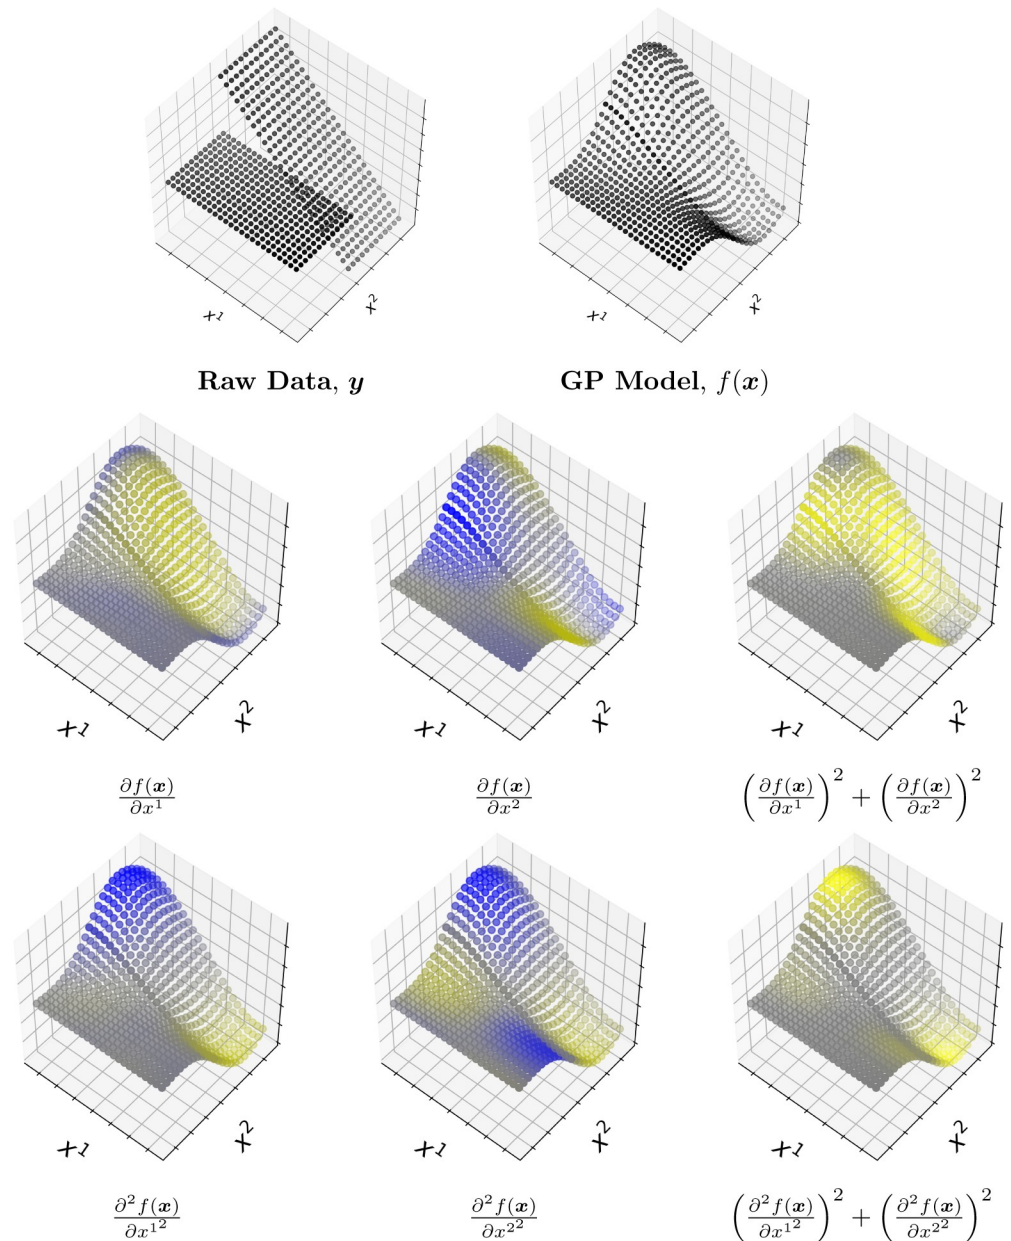 x¹ x² x¹ x²
Raw Data, y GP Model, f(x)
x¹ x² x¹ x² x¹ x²
∂f(x)/∂x¹ ∂f(x)/∂x² (∂f(x)/∂x¹)² + (∂f(x)/∂x²)²
x¹ x² x¹ x² x¹ x²
∂²f(x)/∂x¹² ∂²f(x)/∂x²² (∂²f(x)/∂x¹²)² + (∂²f(x)/∂x²²)²